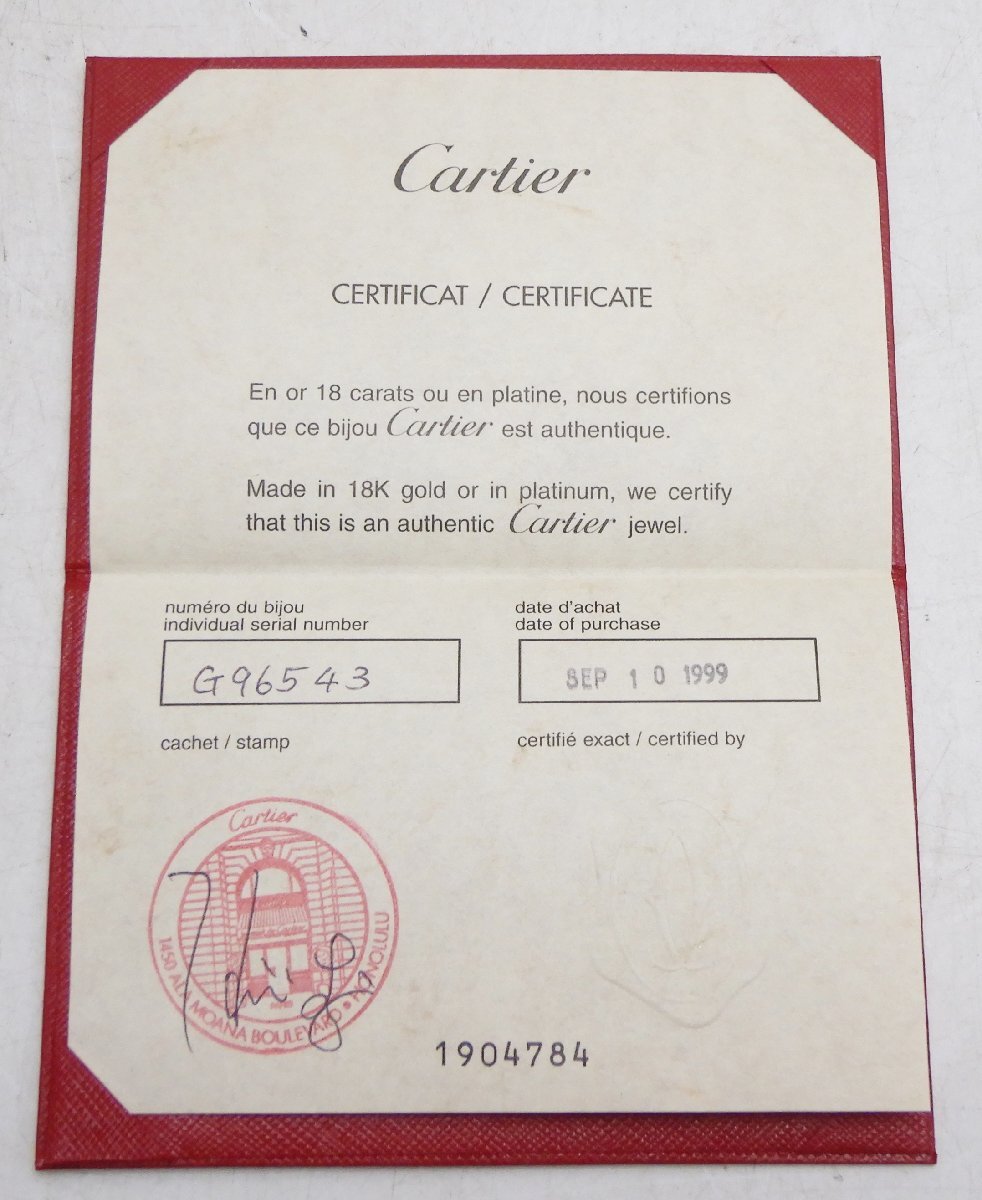 Cartier
CERTIFICAT / CERTIFICATE
En or 18 carats ou en platine, nous certifions
que ce bijou Cartier est authentique.
Made in 18K gold or in platinum, we certify
that this is an authentic Cartier jewel.
numéro du bijou
individual serial number
G96543
date d'achat
date of purchase
SEP 10 1999
cachet / stamp
certifié exact / certified by
Cartier
1450 ALA MOANA BOULEVARD • HONOLULU
1904784